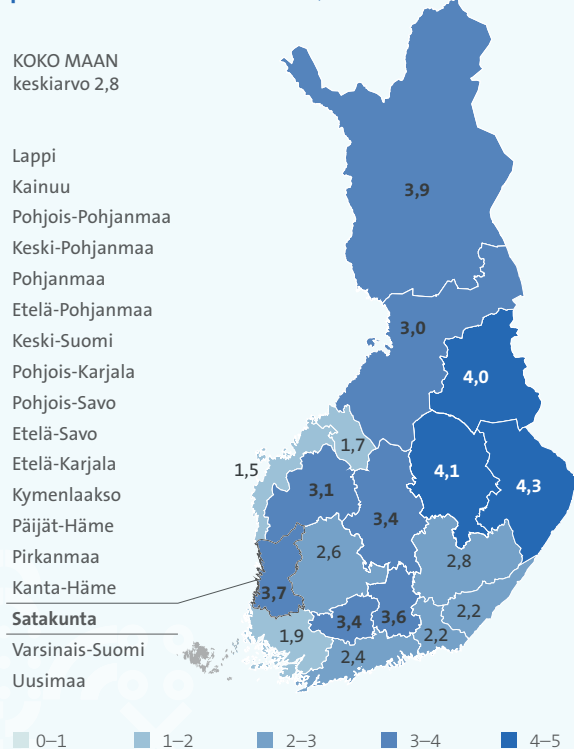 KOKO MAAN
keskiarvo 2,8
Lappi
Kainuu
Pohjois-Pohjanmaa
Keski-Pohjanmaa
Pohjanmaa
Etelä-Pohjanmaa
Keski-Suomi
Pohjois-Karjala
Pohjois-Savo
Etelä-Savo
Etelä-Karjala
Kymenlaakso
Päijät-Häme
Pirkanmaa
Kanta-Häme
Satakunta
Varsinais-Suomi
Uusimaa
3,9
3,0
4,0
1,7
1,5
3,1
3,4
4,1
4,3
2,6
2,8
3,7
3,4
3,6
2,2
2,2
1,9
2,4
0–1
1–2
2–3
3–4
4–5